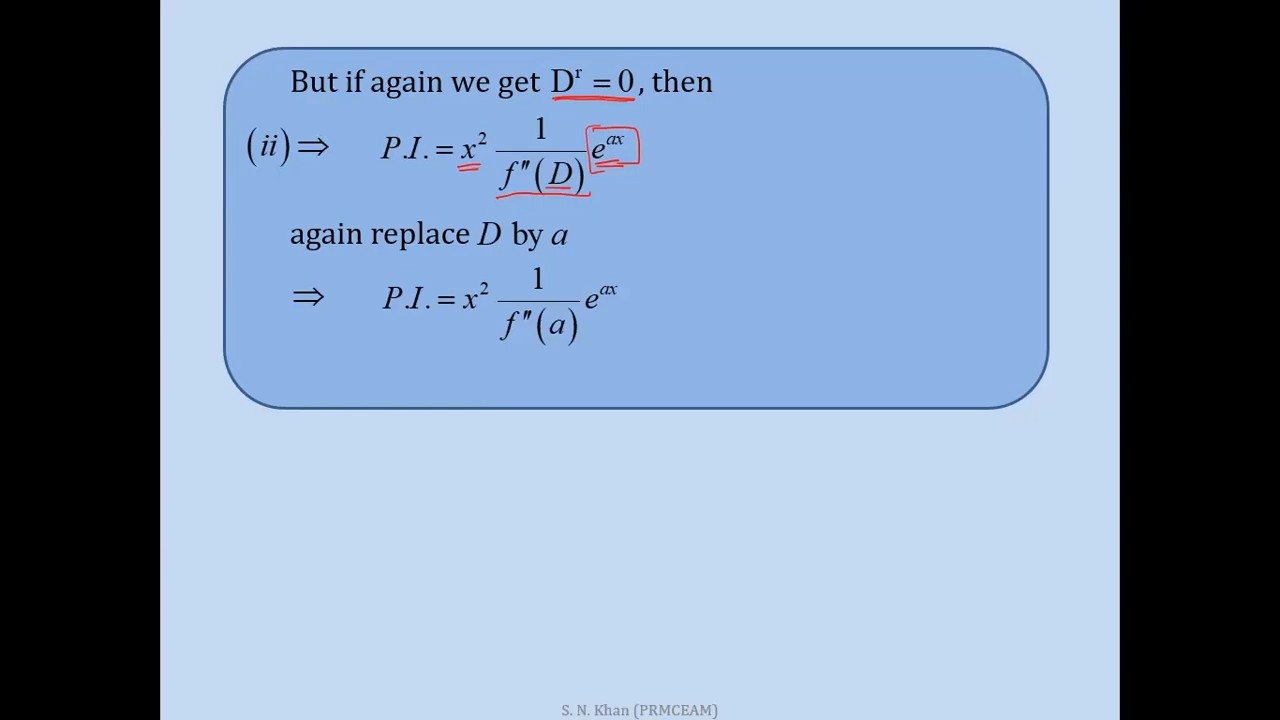 But if again we get Dʳ = 0, then
(ii) ⇒ P.I. = x² 1/f″(D) e^{ax}
again replace D by a
⇒ P.I. = x² 1/f″(a) e^{ax}
S. N. Khan (PRMCEAM)